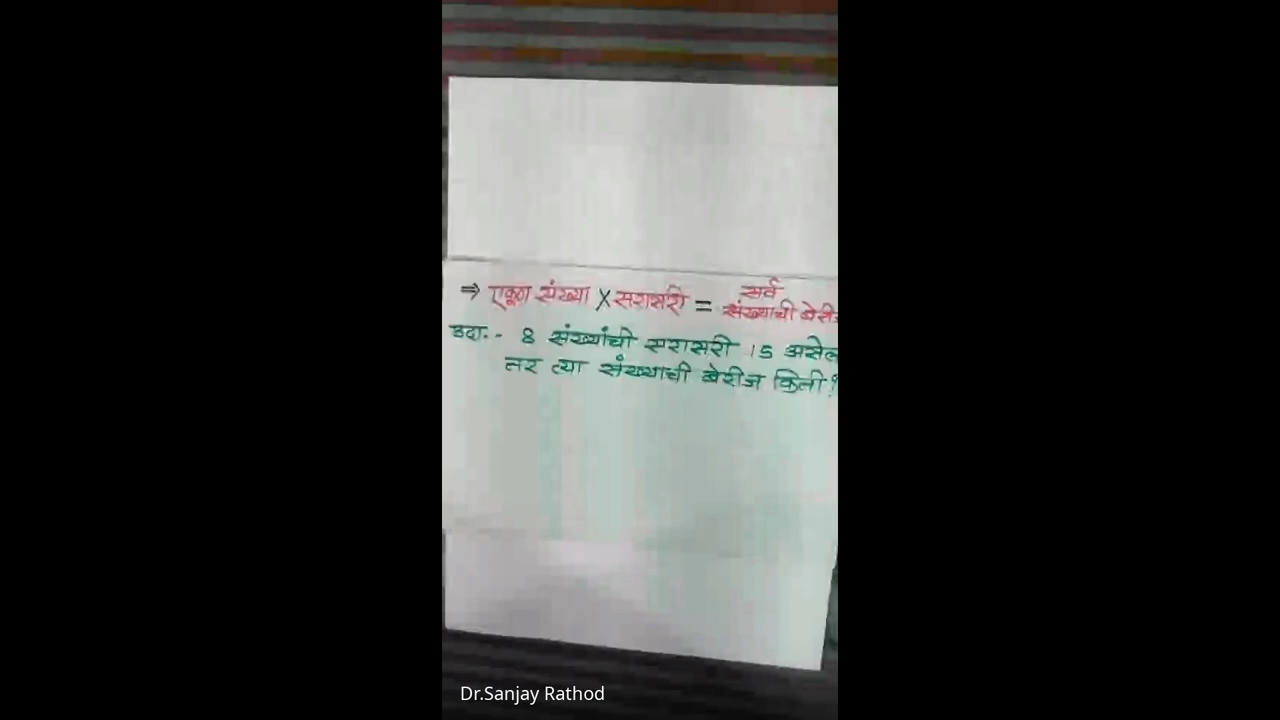 ⇒ एकूण संख्या X सरासरी = सर्व संख्यांची बेरीज
उदा. - 8 संख्यांची सरासरी 15 असेल
तर त्या संख्यांची बेरीज किती?
Dr.Sanjay Rathod